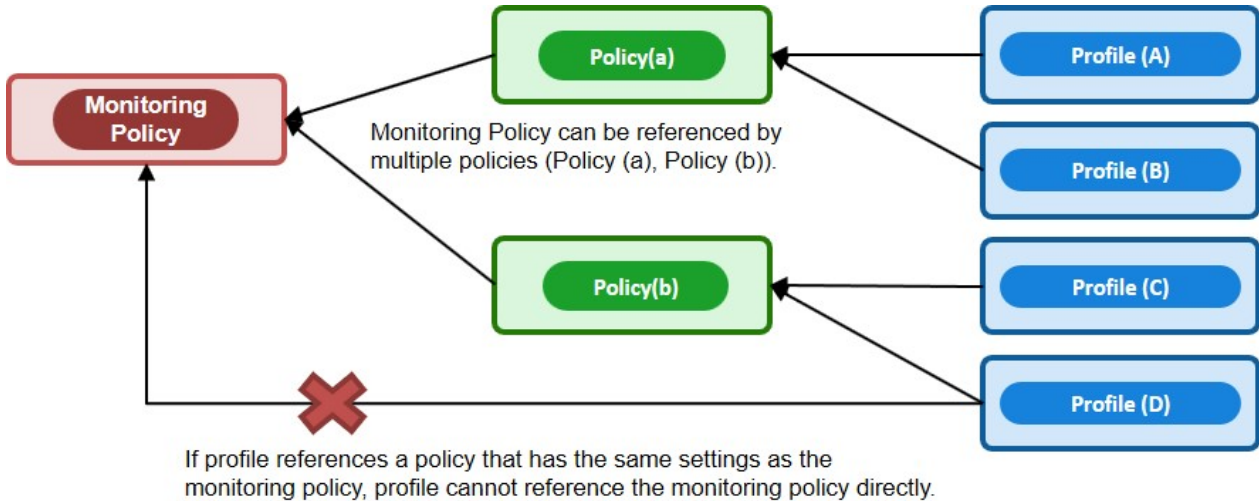 Monitoring
Policy
Policy(a)
Monitoring Policy can be referenced by
multiple policies (Policy (a), Policy (b)).
Policy(b)
Profile (A)
Profile (B)
Profile (C)
Profile (D)
If profile references a policy that has the same settings as the
monitoring policy, profile cannot reference the monitoring policy directly.